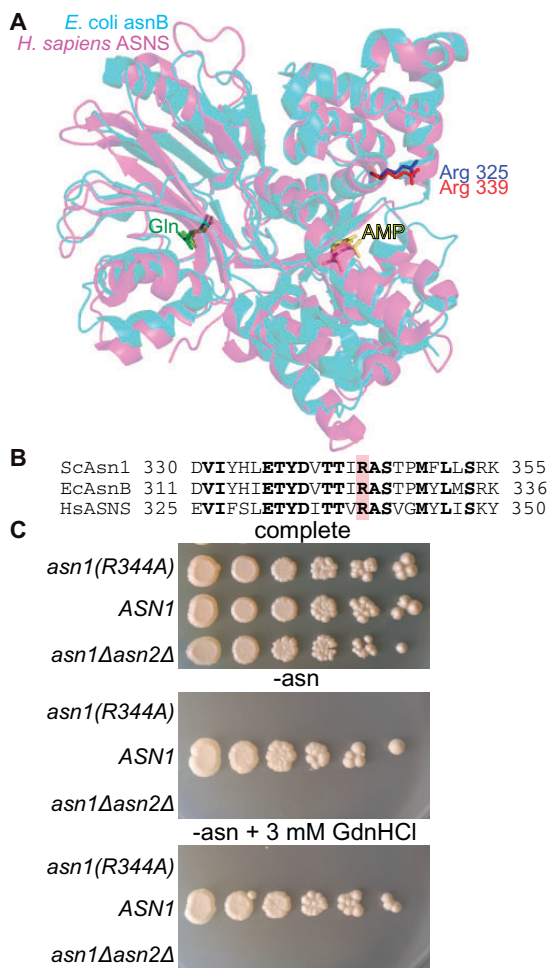 A
E. coli asnB
H. sapiens ASNS
Arg 325
Arg 339
Gln
AMP
B
ScAsn1 330 DVIYHLETYDVTTIRASTPMFLLSRK 355
EcAsnB 311 DVIYHIETYDVTTIRASTPMYLMSRK 336
HsASNS 325 EVIFSLETYDITTVRASVGMYLISKY 350
C
complete
asn1(R344A)
ASN1
asn1Δasn2Δ
-asn
asn1(R344A)
ASN1
asn1Δasn2Δ
-asn + 3 mM GdnHCl
asn1(R344A)
ASN1
asn1Δasn2Δ